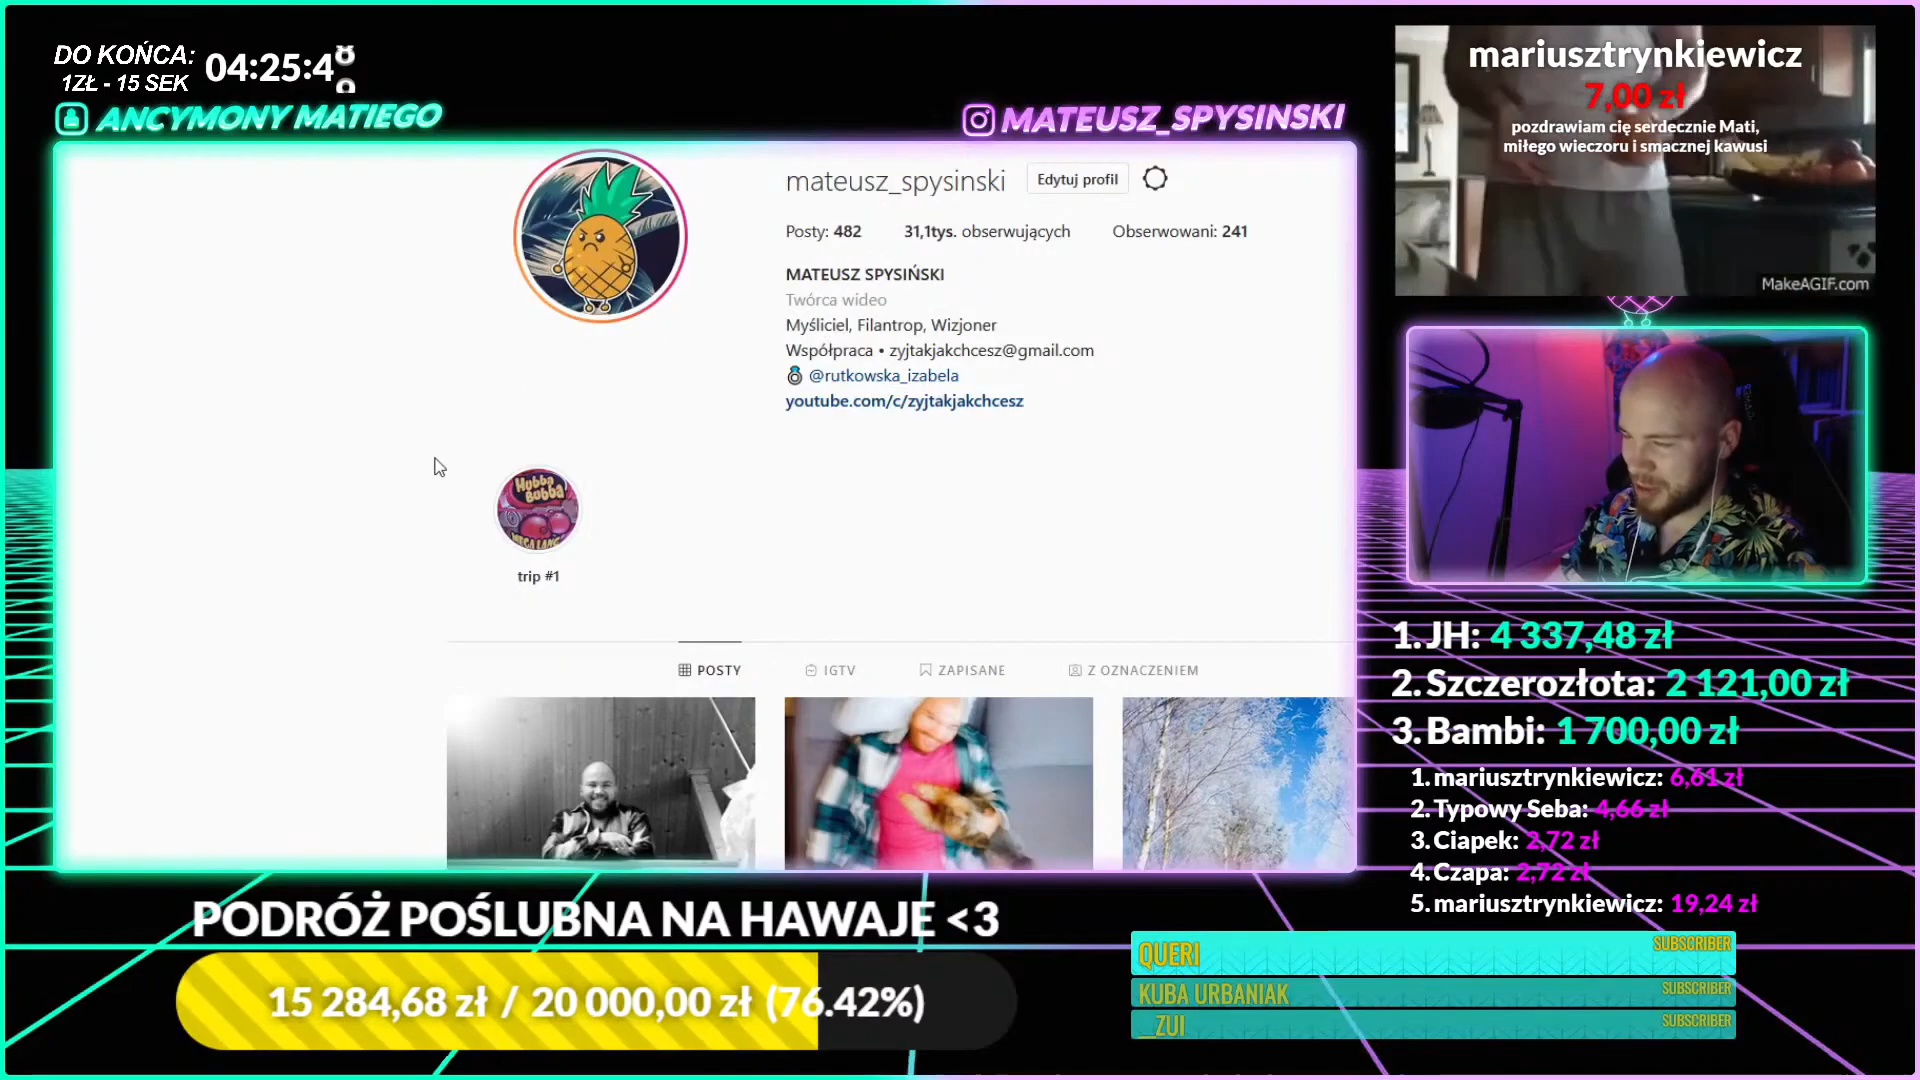 DO KOŃCA:
1ZŁ - 15 SEK
04:25:4
ANCYMONY MATIEGO
MATEUSZ_SPYSINSKI
mateusz_spysinski
Edytuj profil
Posty: 482
31,1tys. obserwujących
Obserwowani: 241
MATEUSZ SPYSIŃSKI
Twórca wideo
Myśliciel, Filantrop, Wizjoner
Współpraca • zyjtakjakchcesz@gmail.com
@rutkowska_izabela
youtube.com/c/zyjtakjakchcesz
Hubba
Bubba
MEGA LANG
trip #1
POSTY
IGTV
ZAPISANE
Z OZNACZENIEM
mariusztrynkiewicz
7,00 zł
pozdrawiam cię serdecznie Mati,
miłego wieczoru i smacznej kawusi
MakeAGIF.com
1. JH: 4 337,48 zł
2. Szczerozłota: 2 121,00 zł
3. Bambi: 1 700,00 zł
1. mariusztrynkiewicz: 6,61 zł
2. Typowy Seba: 4,66 zł
3. Ciapek: 2,72 zł
4. Czapa: 2,72 zł
5. mariusztrynkiewicz: 19,24 zł
PODRÓŻ POŚLUBNA NA HAWAJE <3
15 284,68 zł / 20 000,00 zł (76.42%)
QUERI SUBSCRIBER
KUBA URBANIAK SUBSCRIBER
__ZUI SUBSCRIBER